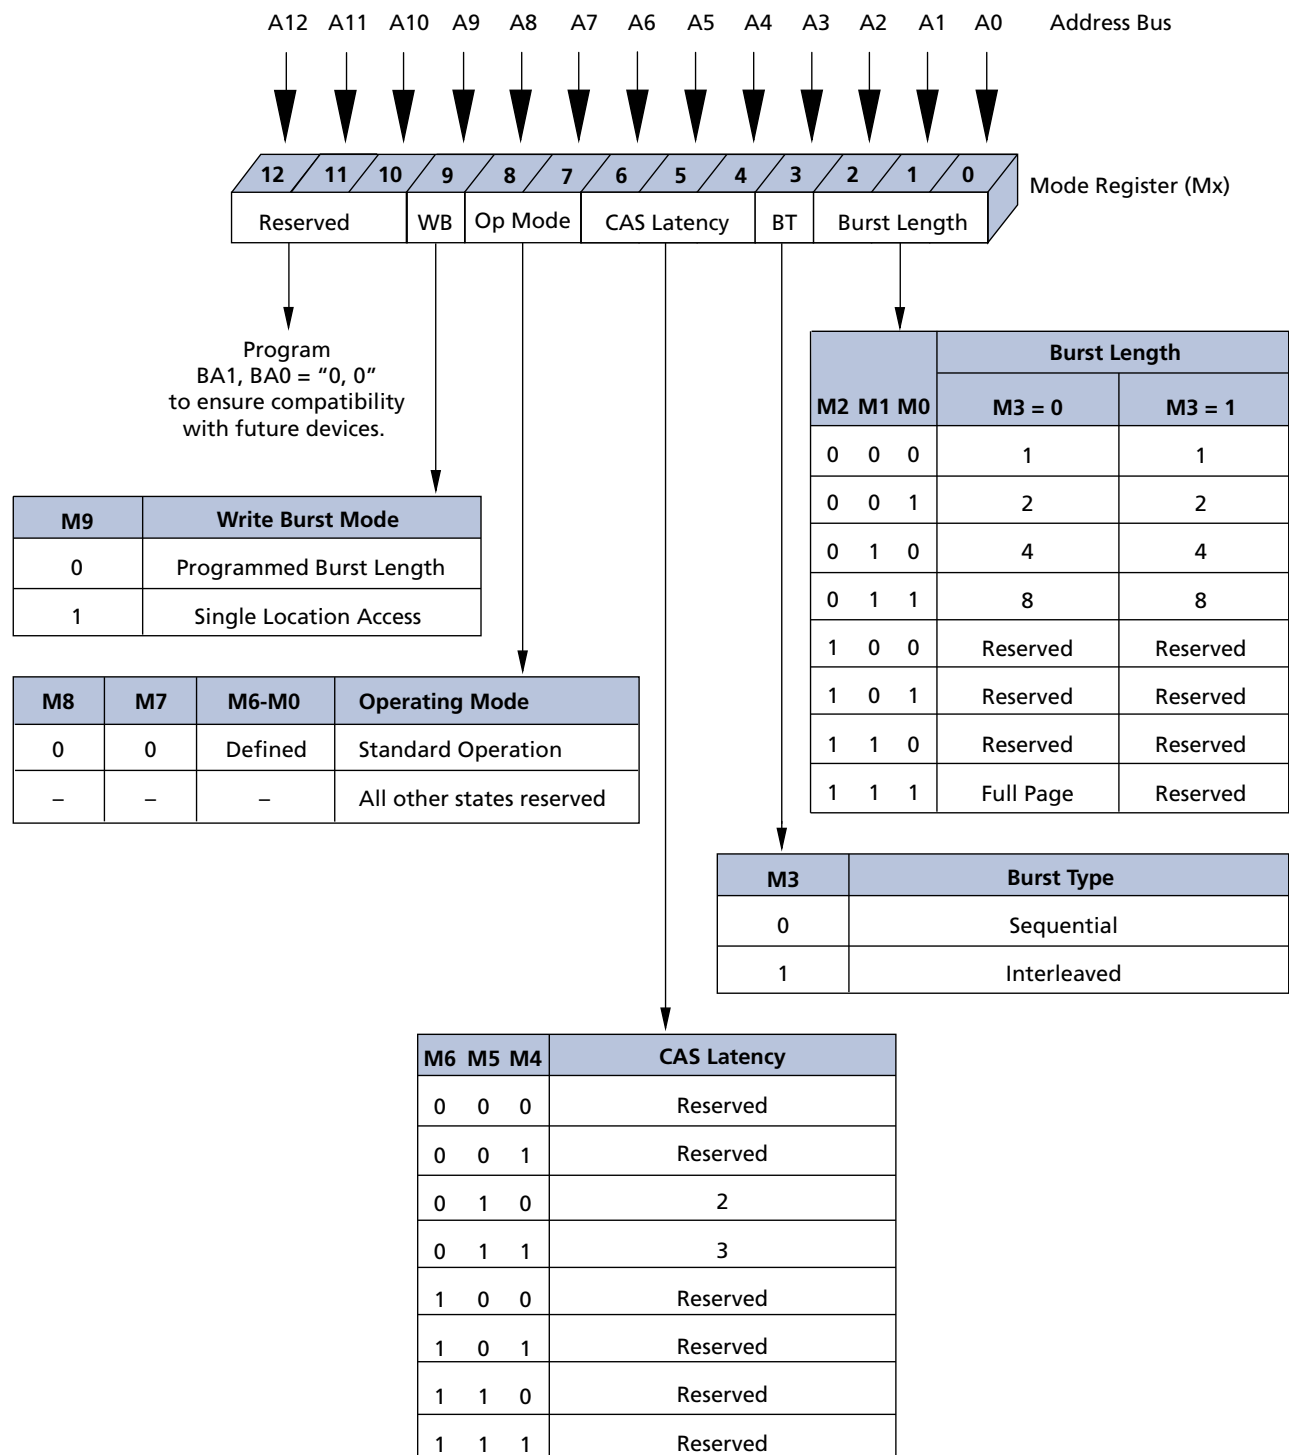 A12 A11 A10 A9 A8 A7 A6 A5 A4 A3 A2 A1 A0 Address Bus
12 11 10 9 8 7 6 5 4 3 2 1 0
Mode Register (Mx)
Reserved WB Op Mode CAS Latency BT Burst Length
Program
BA1, BA0 = “0, 0”
to ensure compatibility
with future devices.
Burst Length
M2 M1 M0 M3 = 0 M3 = 1
0 0 0 1 1
0 0 1 2 2
0 1 0 4 4
0 1 1 8 8
1 0 0 Reserved Reserved
1 0 1 Reserved Reserved
1 1 0 Reserved Reserved
1 1 1 Full Page Reserved
M9 Write Burst Mode
0 Programmed Burst Length
1 Single Location Access
M8 M7 M6-M0 Operating Mode
0 0 Defined Standard Operation
– – – All other states reserved
M3 Burst Type
0 Sequential
1 Interleaved
M6 M5 M4 CAS Latency
0 0 0 Reserved
0 0 1 Reserved
0 1 0 2
0 1 1 3
1 0 0 Reserved
1 0 1 Reserved
1 1 0 Reserved
1 1 1 Reserved